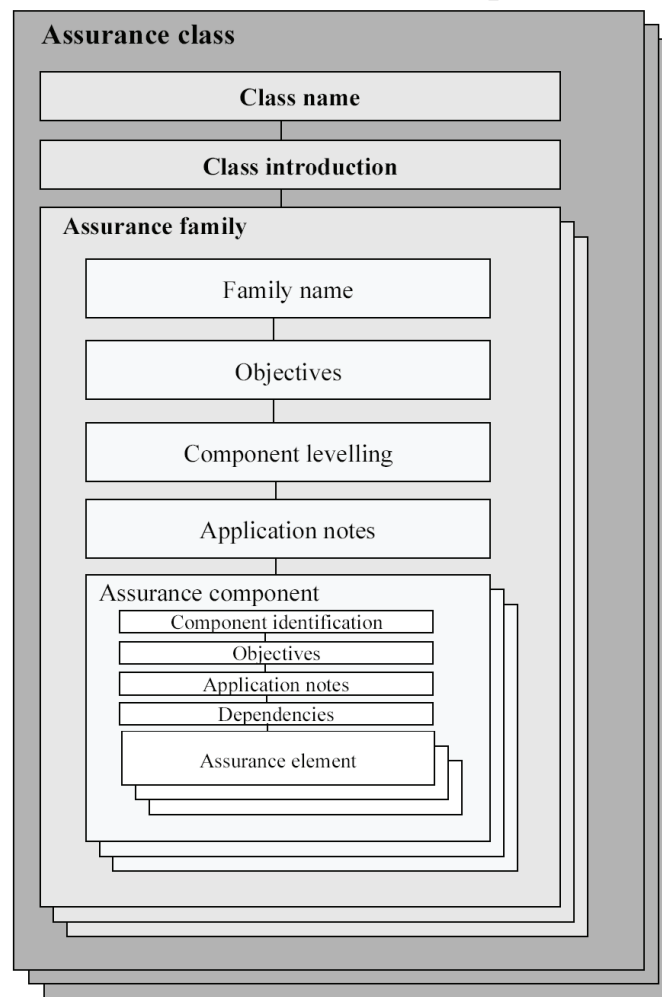 Assurance class
Class name
Class introduction
Assurance family
Family name
Objectives
Component levelling
Application notes
Assurance component
Component identification
Objectives
Application notes
Dependencies
Assurance element